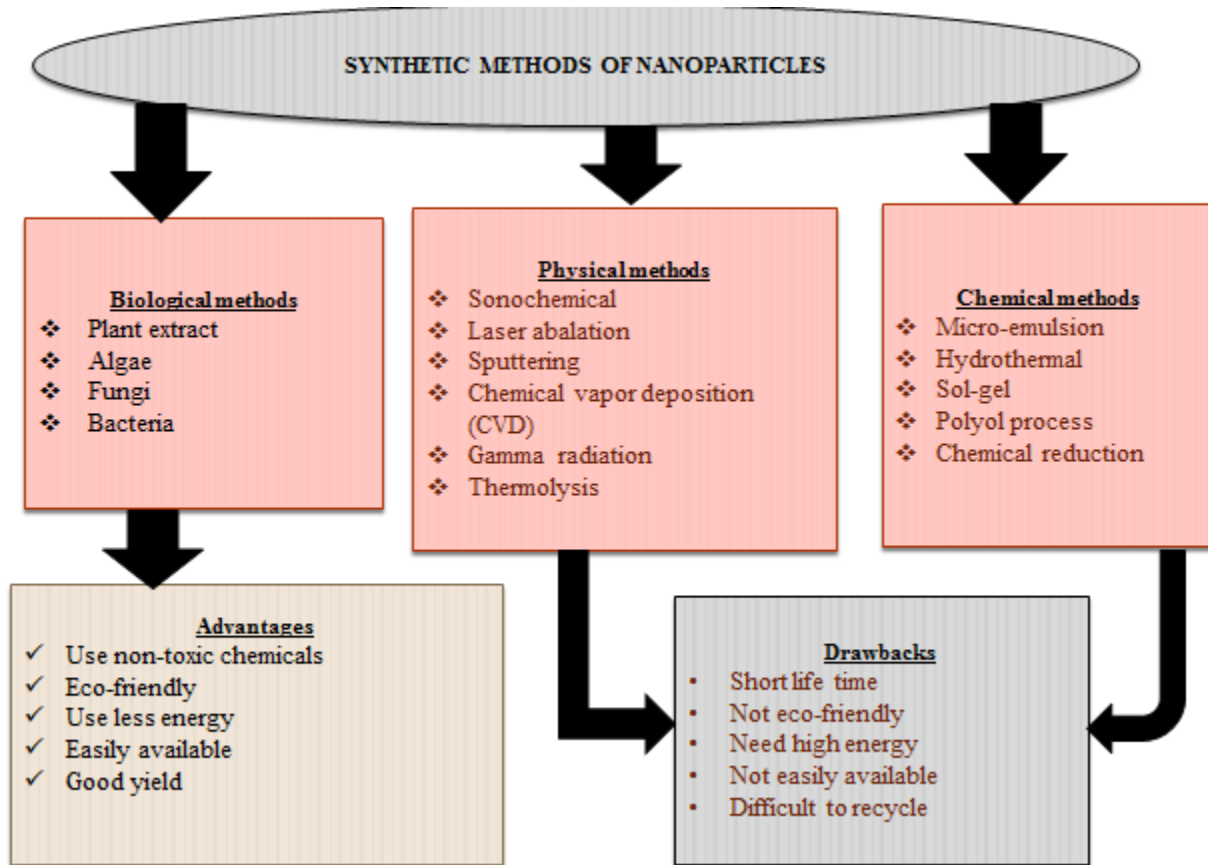 SYNTHETIC METHODS OF NANOPARTICLES
Biological methods
❖ Plant extract
❖ Algae
❖ Fungi
❖ Bacteria
Physical methods
❖ Sonochemical
❖ Laser abalation
❖ Sputtering
❖ Chemical vapor deposition
(CVD)
❖ Gamma radiation
❖ Thermolysis
Chemical methods
❖ Micro-emulsion
❖ Hydrothermal
❖ Sol-gel
❖ Polyol process
❖ Chemical reduction
Advantages
✓ Use non-toxic chemicals
✓ Eco-friendly
✓ Use less energy
✓ Easily available
✓ Good yield
Drawbacks
• Short life time
• Not eco-friendly
• Need high energy
• Not easily available
• Difficult to recycle